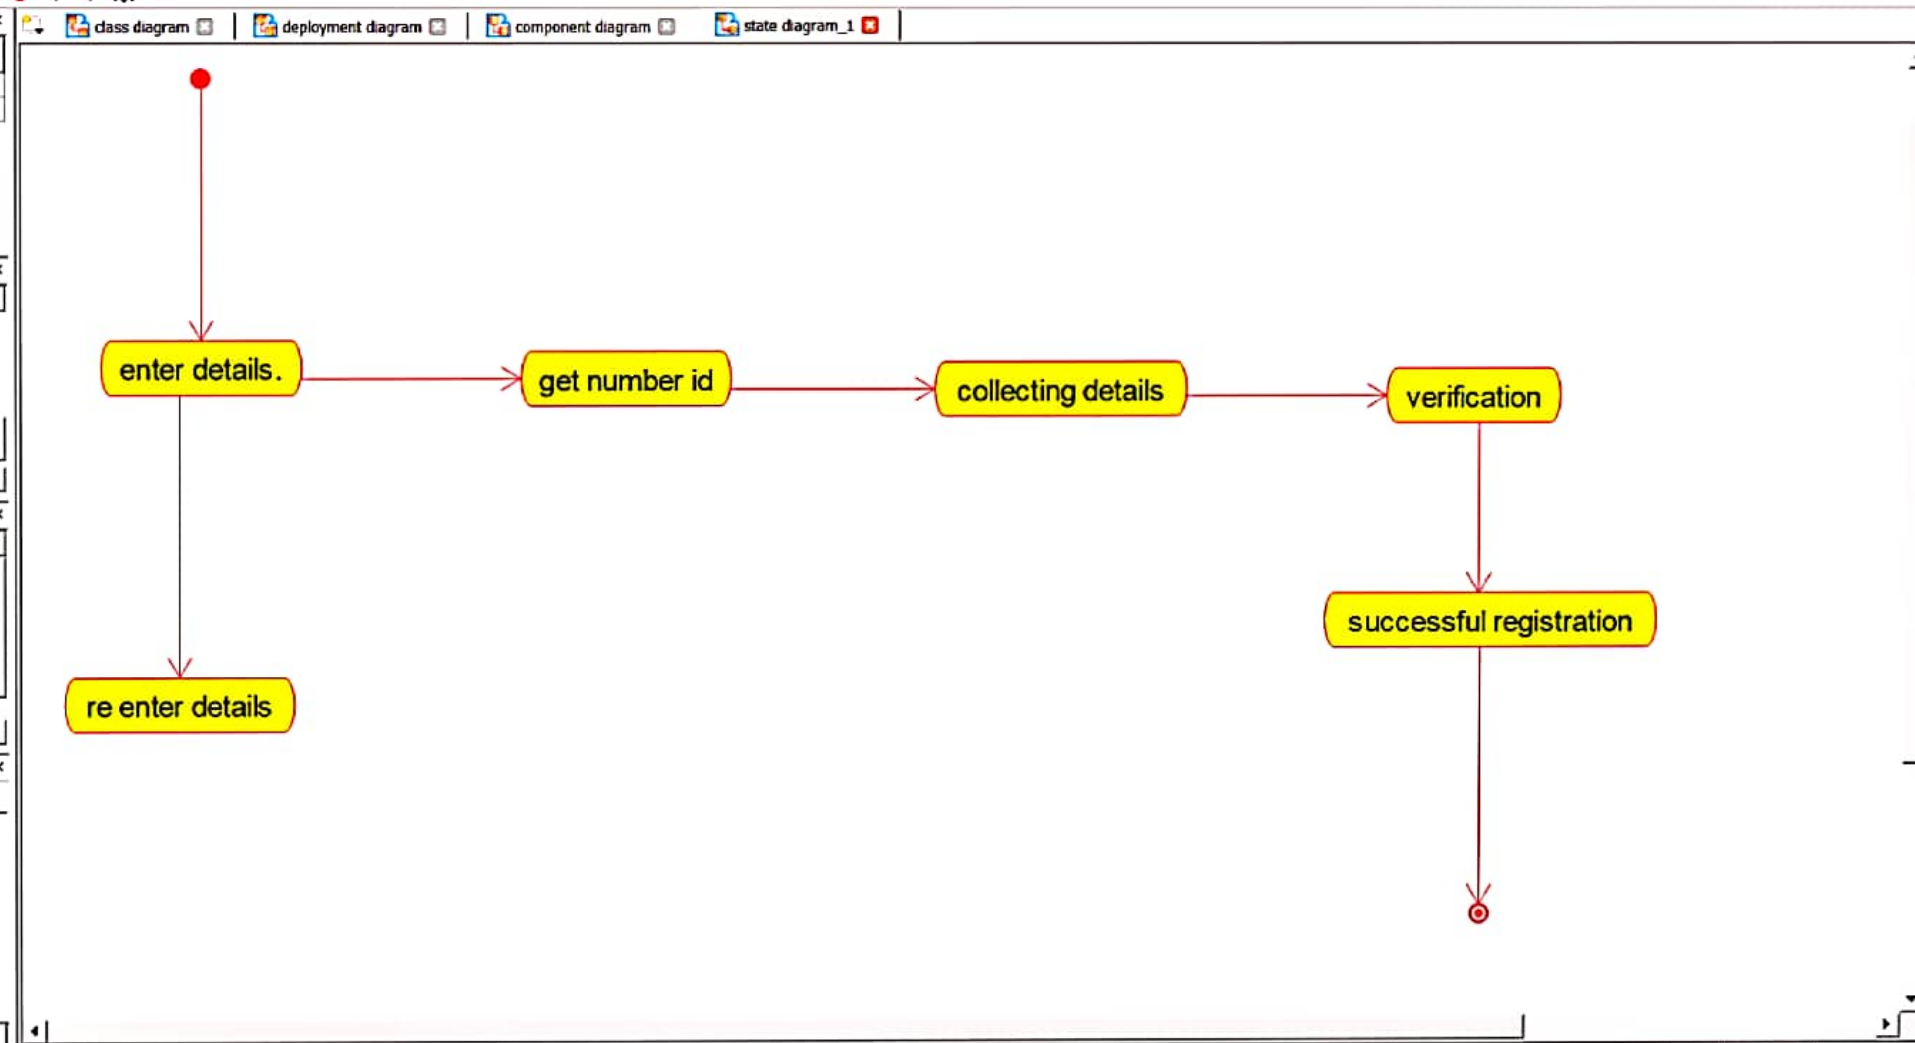 class diagram
deployment diagram
component diagram
state diagram_1
enter details.
get number id
collecting details
verification
successful registration
re enter details